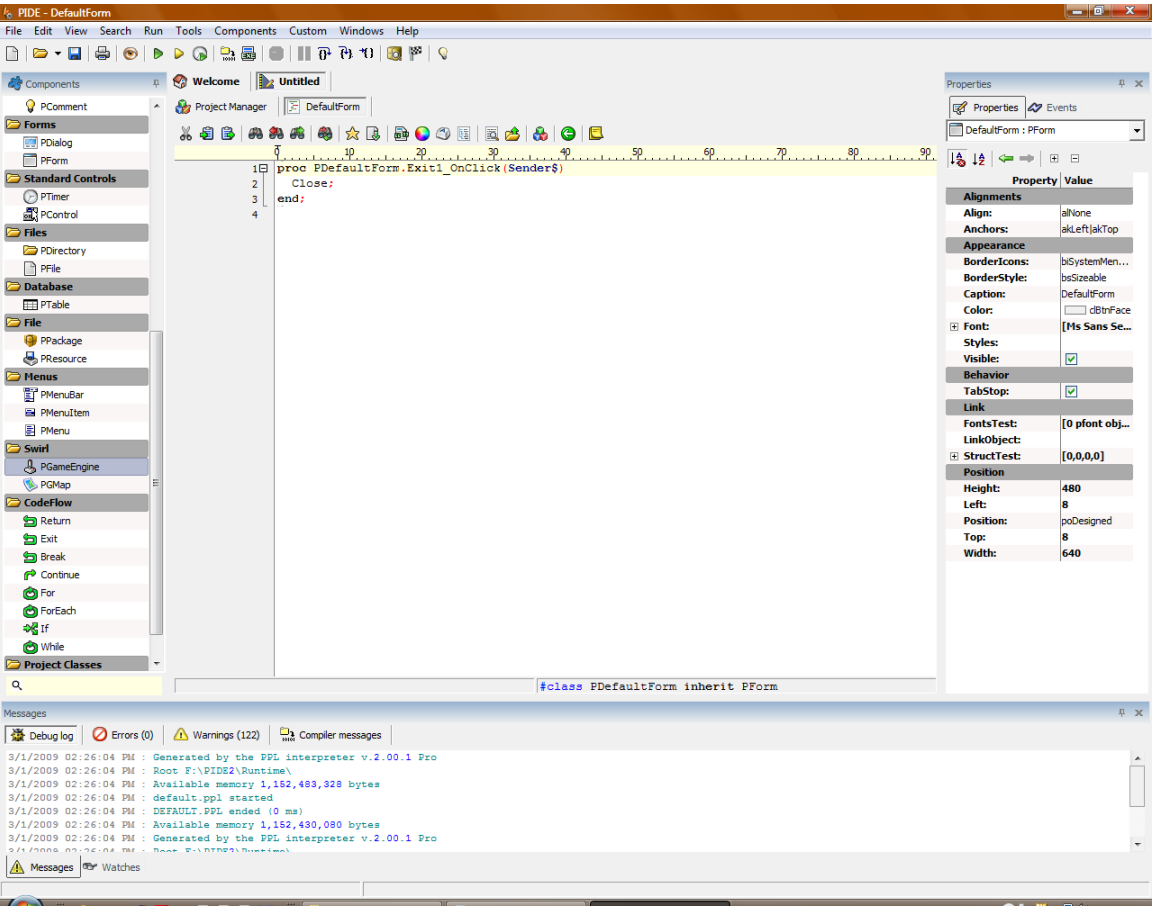 PIDE - DefaultForm
File Edit View Search Run Tools Components Custom Windows Help
Components
PComment
Forms
PDialog
PForm
Standard Controls
PTimer
PControl
Files
PDirectory
PFile
Database
PTable
File
PPackage
PResource
Menus
PMenuBar
PMenuItem
PMenu
Swirl
PGameEngine
PGMap
CodeFlow
Return
Exit
Break
Continue
For
ForEach
If
While
Project Classes
Welcome Untitled
Project Manager DefaultForm
0 10 20 30 40 50 60 70 80 90
1 proc PDefaultForm.Exit1_OnClick(Sender$)
2 Close;
3 end;
4
#class PDefaultForm inherit PForm
Properties
Properties Events
DefaultForm : PForm
Property Value
Alignments
Align: alNone
Anchors: akLeft|akTop
Appearance
BorderIcons: biSystemMen...
BorderStyle: bsSizeable
Caption: DefaultForm
Color: clBtnFace
Font: [Ms Sans Se...
Styles:
Visible:
Behavior
TabStop:
Link
FontsTest: [0 pfont obj...
LinkObject:
StructTest: [0,0,0,0]
Position
Height: 480
Left: 8
Position: poDesigned
Top: 8
Width: 640
Messages
Debug log Errors (0) Warnings (122) Compiler messages
3/1/2009 02:26:04 PM : Generated by the PPL interpreter v.2.00.1 Pro
3/1/2009 02:26:04 PM : Root F:\PIDE2\Runtime\
3/1/2009 02:26:04 PM : Available memory 1,152,483,328 bytes
3/1/2009 02:26:04 PM : default.ppl started
3/1/2009 02:26:04 PM : DEFAULT.PPL ended (0 ms)
3/1/2009 02:26:04 PM : Available memory 1,152,430,080 bytes
3/1/2009 02:26:04 PM : Generated by the PPL interpreter v.2.00.1 Pro
3/1/2009 02:26:04 PM : Root F:\PIDE2\Runtime\
Messages Watches